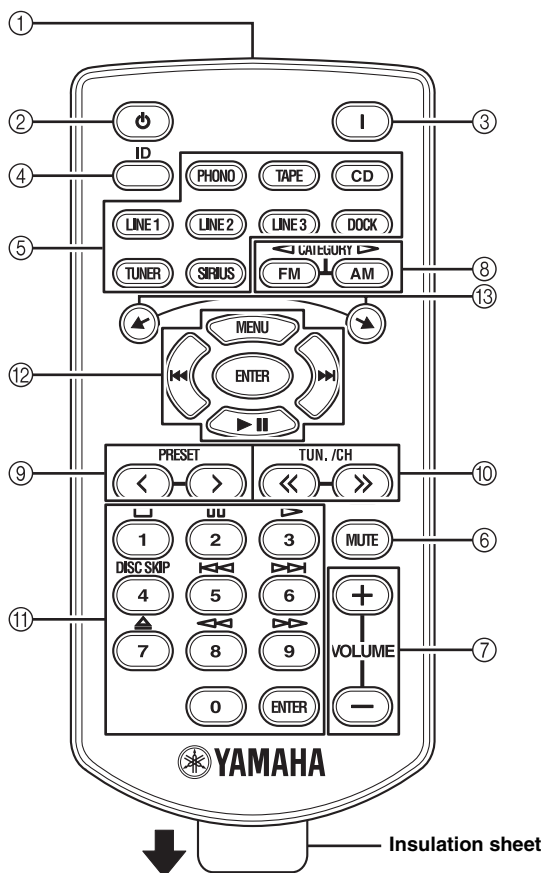 ①
② ⏻ I ③
④ ID
PHONO TAPE CD
⑤ LINE 1 LINE 2 LINE 3 DOCK
CATEGORY
TUNER SIRIUS FM AM ⑧
⑬
MENU
⑫ ENTER
⑨ PRESET TUN. /CH ⑩
1 2 3 MUTE ⑥
DISC SKIP
4 5 6 +
⑪ 7 8 9 VOLUME ⑦
0 ENTER −
YAMAHA
Insulation sheet